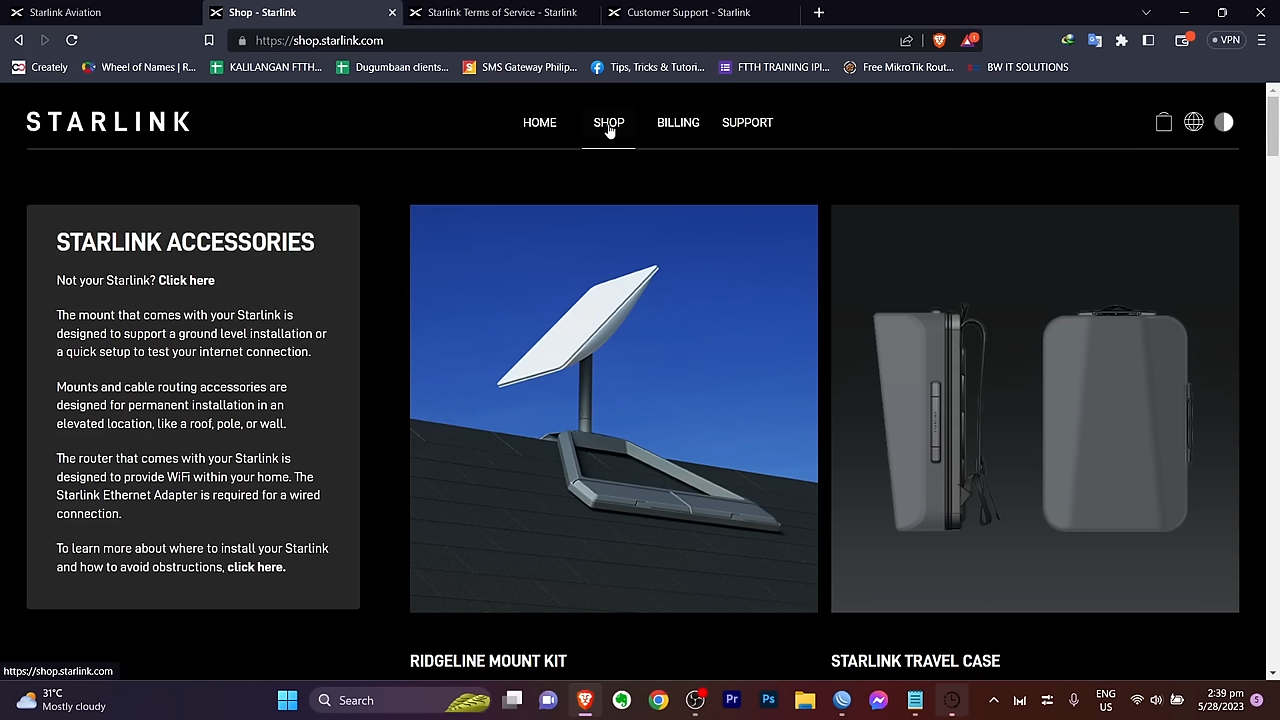 Starlink Aviation
Shop - Starlink
Starlink Terms of Service - Starlink
Customer Support - Starlink
https://shop.starlink.com
1
VPN
Creately
Wheel of Names | R...
KALILANGAN FTTH...
Dugumbaan clients...
SMS Gateway Philip...
Tips, Tricks & Tutori...
FTTH TRAINING IPI...
Free MikroTik Rout...
BW IT SOLUTIONS
STARLINK
HOME
SHOP
BILLING
SUPPORT
STARLINK ACCESSORIES
Not your Starlink? Click here
The mount that comes with your Starlink is
designed to support a ground level installation or
a quick setup to test your internet connection.
Mounts and cable routing accessories are
designed for permanent installation in an
elevated location, like a roof, pole, or wall.
The router that comes with your Starlink is
designed to provide WiFi within your home. The
Starlink Ethernet Adapter is required for a wired
connection.
To learn more about where to install your Starlink
and how to avoid obstructions, click here.
RIDGELINE MOUNT KIT
STARLINK TRAVEL CASE
https://shop.starlink.com
31°C
Mostly cloudy
Search
Pr
Ps
ENG
US
2:39 pm
5/28/2023
5